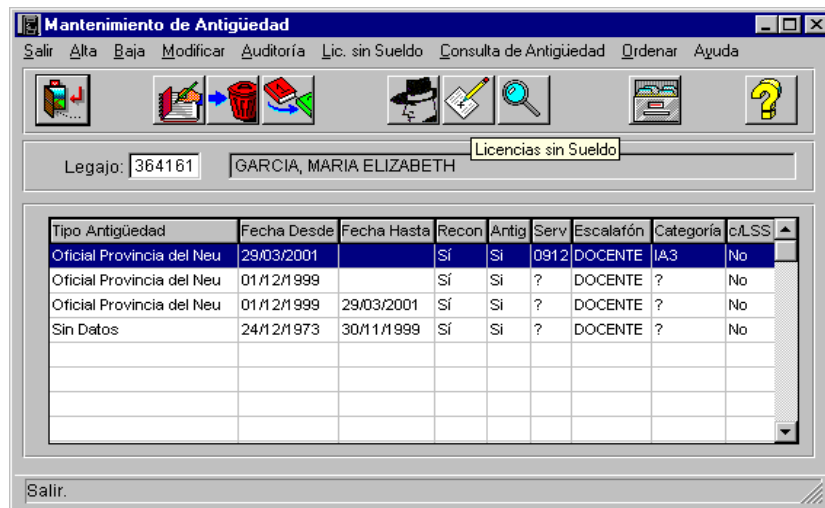 Mantenimiento de Antigüedad
Salir Alta Baja Modificar Auditoría Lic. sin Sueldo Consulta de Antigüedad Ordenar Ayuda
Licencias sin Sueldo
Legajo: 364161 GARCIA, MARIA ELIZABETH
Tipo Antigüedad Fecha Desde Fecha Hasta Recon Antig Serv Escalafón Categoría c/LSS
Oficial Provincia del Neu 29/03/2001 Sí Si 0912 DOCENTE IA3 No
Oficial Provincia del Neu 01/12/1999 Sí Si ? DOCENTE ? No
Oficial Provincia del Neu 01/12/1999 29/03/2001 Sí Si ? DOCENTE ? No
Sin Datos 24/12/1973 30/11/1999 Sí Si ? DOCENTE ? No
Salir.